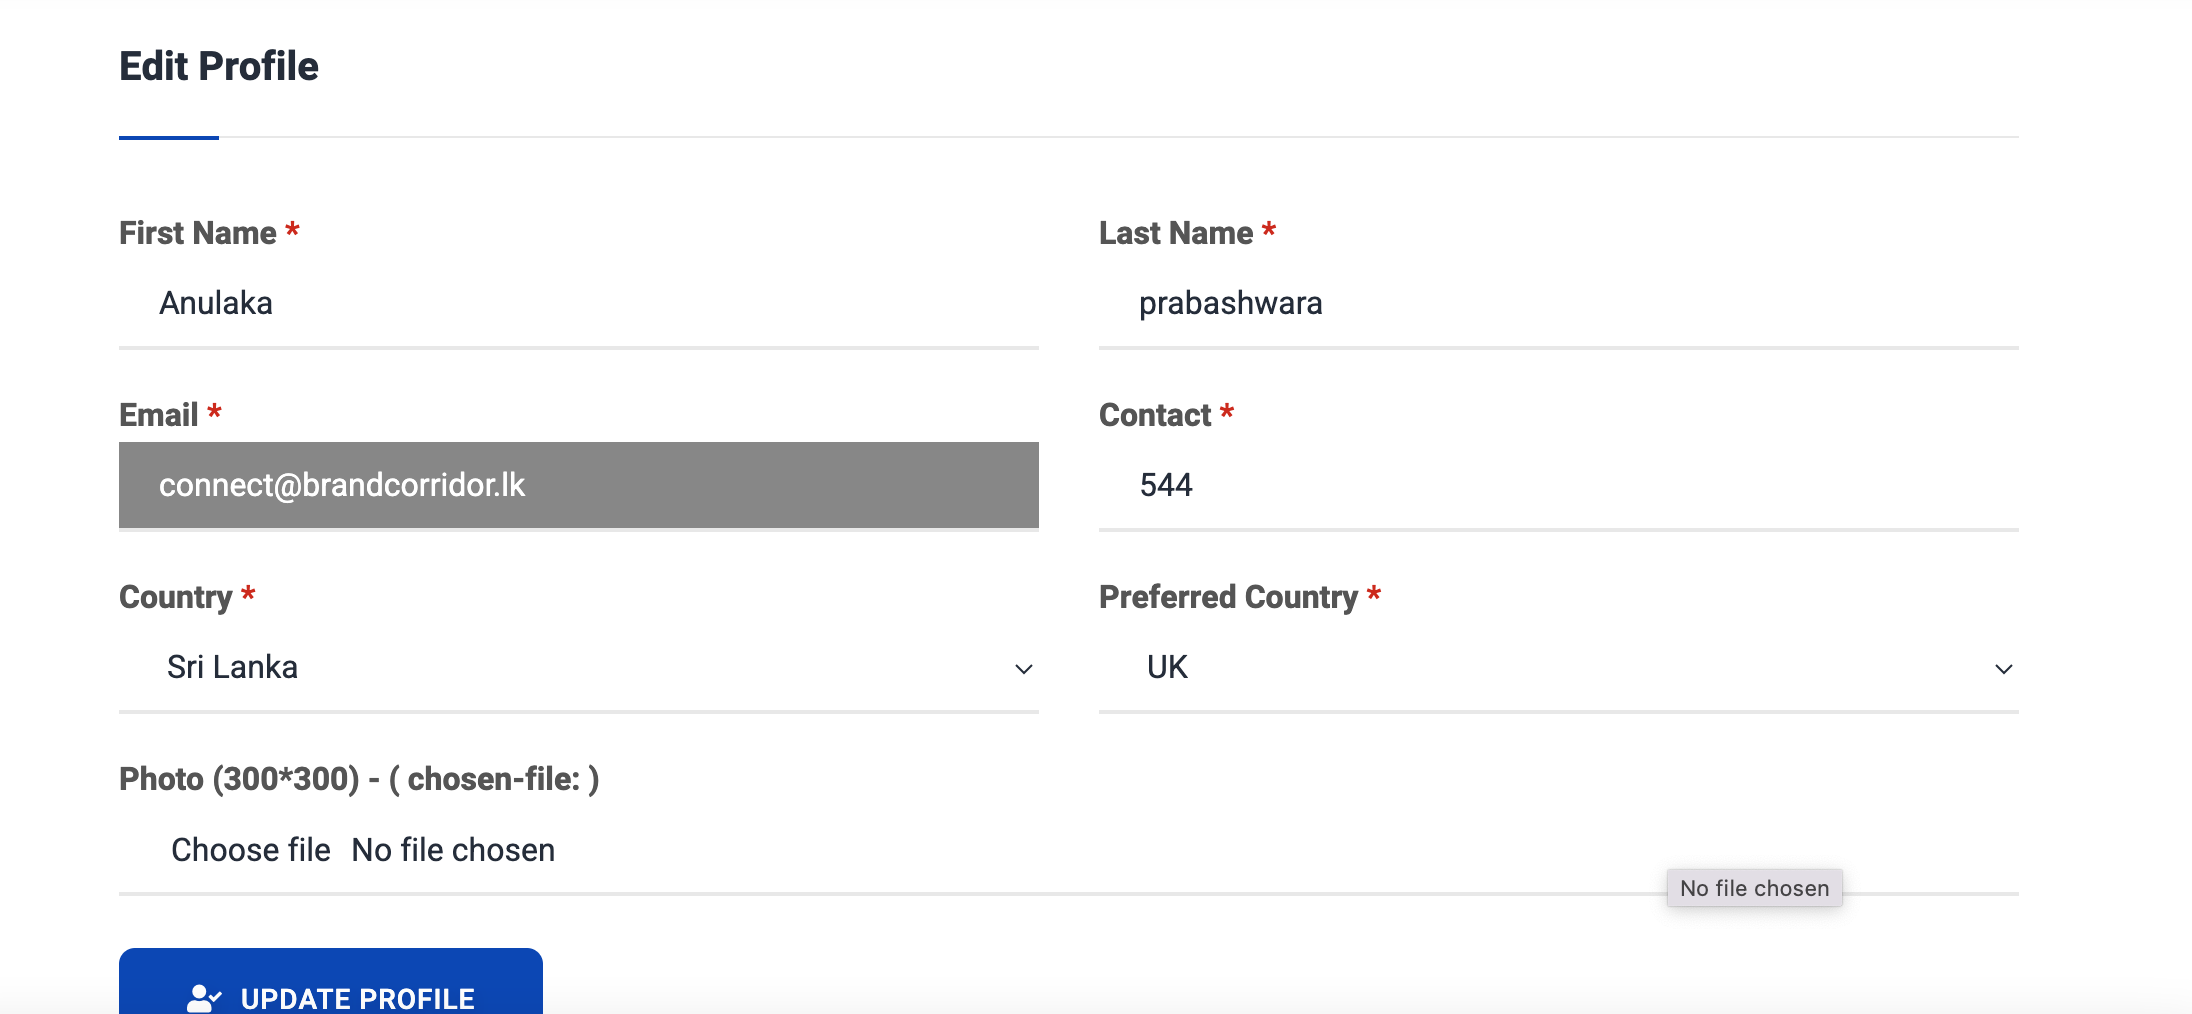 Edit Profile
First Name *
Last Name *
Anulaka
prabashwara
Email *
Contact *
connect@brandcorridor.lk
544
Country *
Preferred Country *
Sri Lanka
UK
Photo (300*300) - ( chosen-file: )
Choose file No file chosen
No file chosen
UPDATE PROFILE